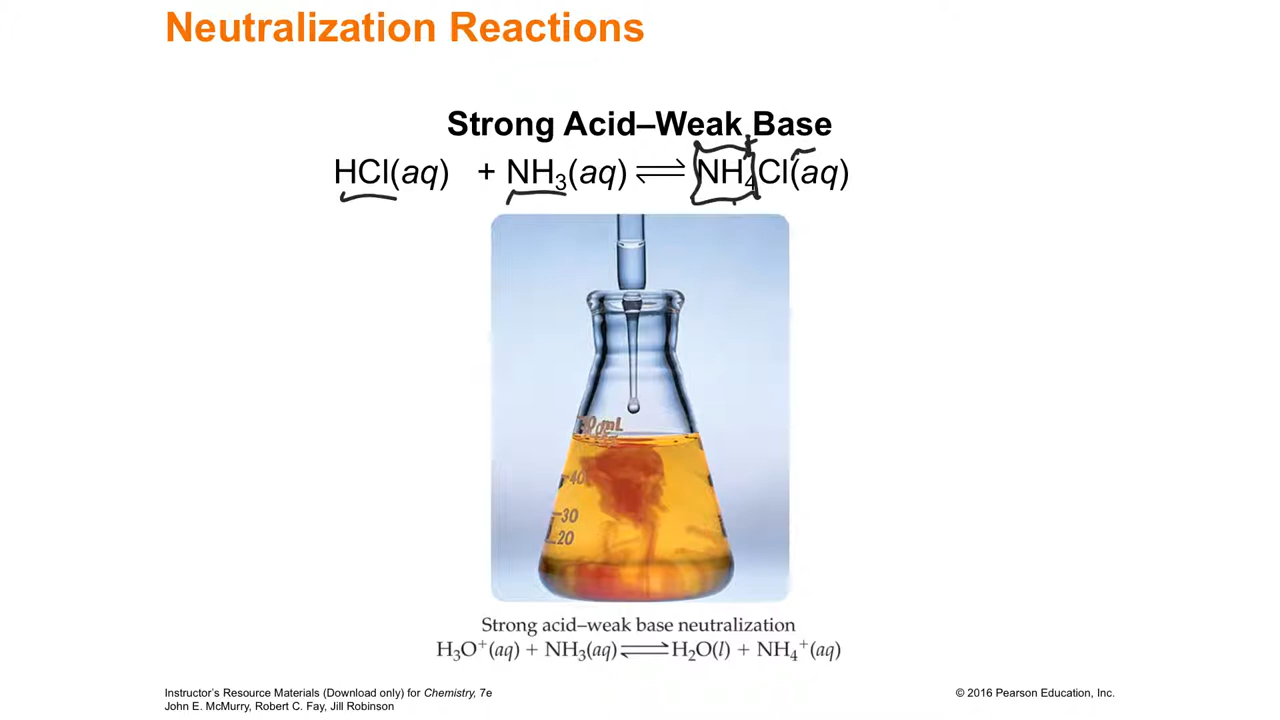 Neutralization Reactions
Strong Acid–Weak Base
HCl(aq) + NH₃(aq) ⇌ NH₄Cl(aq)
40
30
20
Strong acid–weak base neutralization
H₃O⁺(aq) + NH₃(aq) ⇌ H₂O(l) + NH₄⁺(aq)
Instructor’s Resource Materials (Download only) for Chemistry, 7e
John E. McMurry, Robert C. Fay, Jill Robinson
© 2016 Pearson Education, Inc.